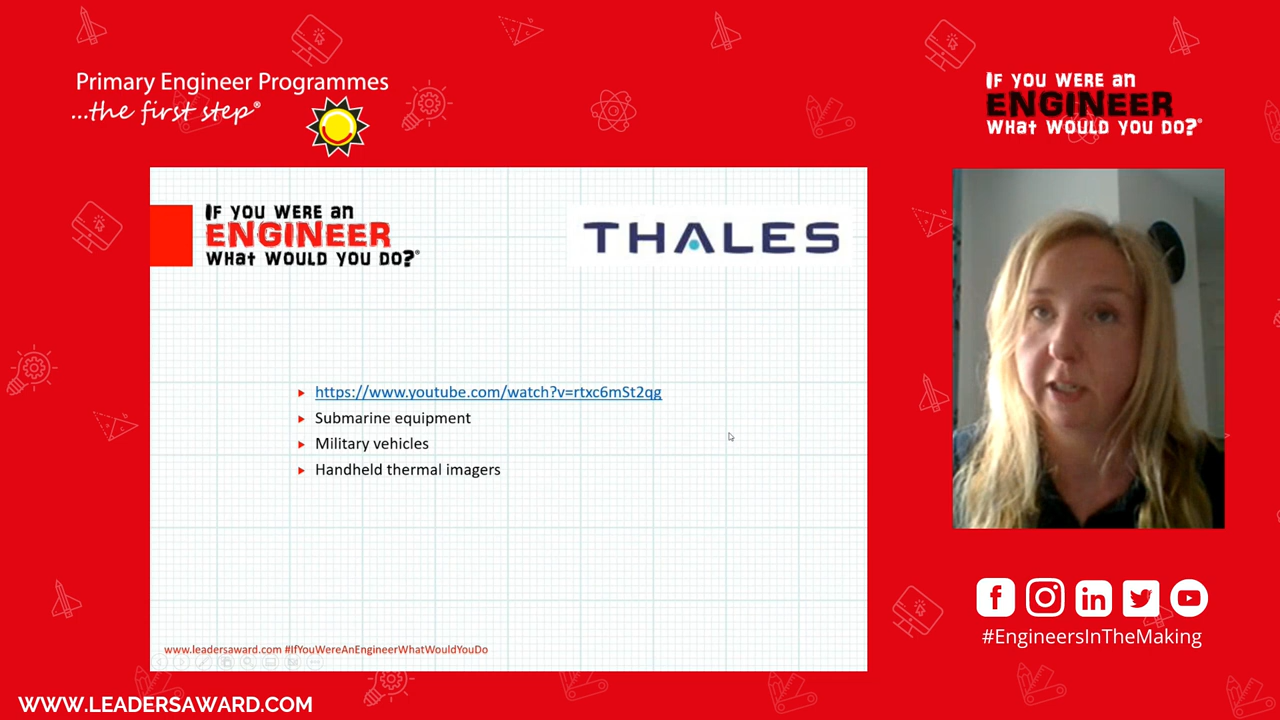 Primary Engineer Programmes
...the first step®
IF YOU WERE an
ENGINEER
WHat WOULD YOU DO?®
IF YOU WERE an
ENGINEER
WHat WOULD YOU DO?®
THALES
https://www.youtube.com/watch?v=rtxc6mSt2qg
Submarine equipment
Military vehicles
Handheld thermal imagers
www.leadersaward.com #IfYouWereAnEngineerWhatWouldYouDo
#EngineersInTheMaking
WWW.LEADERSAWARD.COM